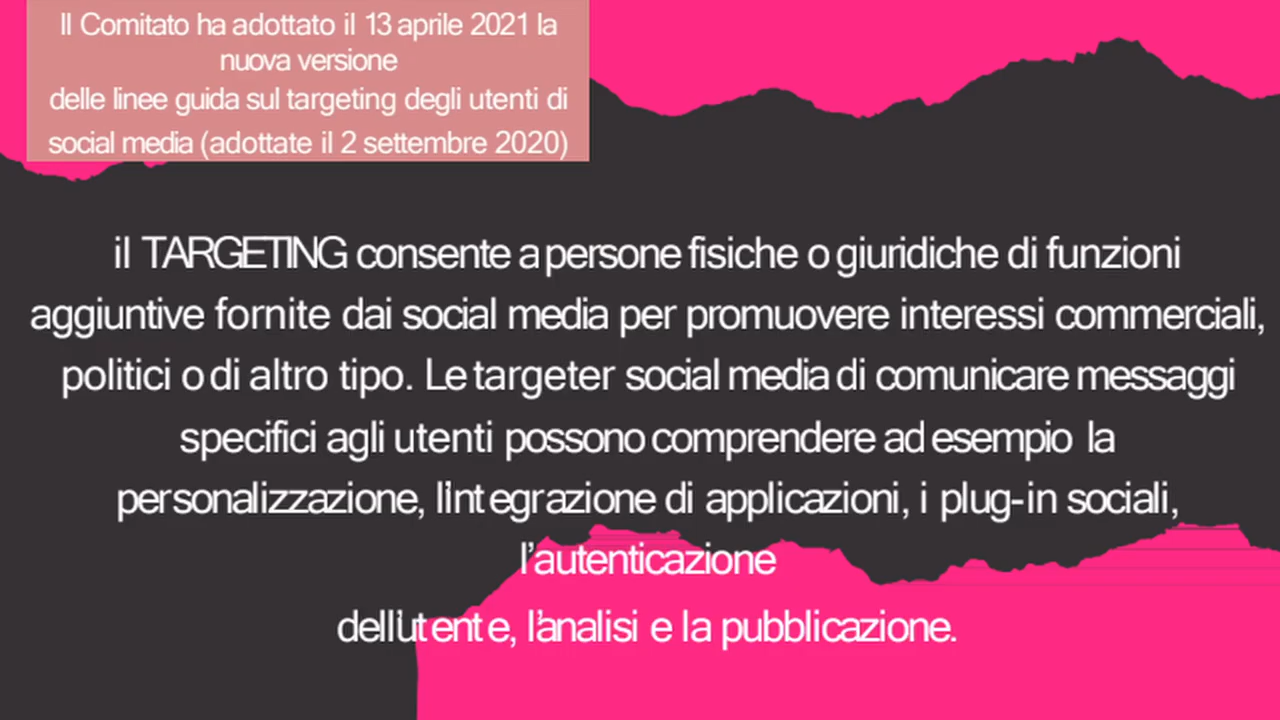 Il Comitato ha adottato il 13 aprile 2021 la
nuova versione
delle linee guida sul targeting degli utenti di
social media (adottate il 2 settembre 2020)
il TARGETING consente a persone fisiche o giuridiche di funzioni
aggiuntive fornite dai social media per promuovere interessi commerciali,
politici o di altro tipo. Le targeter social media di comunicare messaggi
specifici agli utenti possono comprendere ad esempio la
personalizzazione, l'integrazione di applicazioni, i plug-in sociali,
l'autenticazione
dell'utente, l'analisi e la pubblicazione.